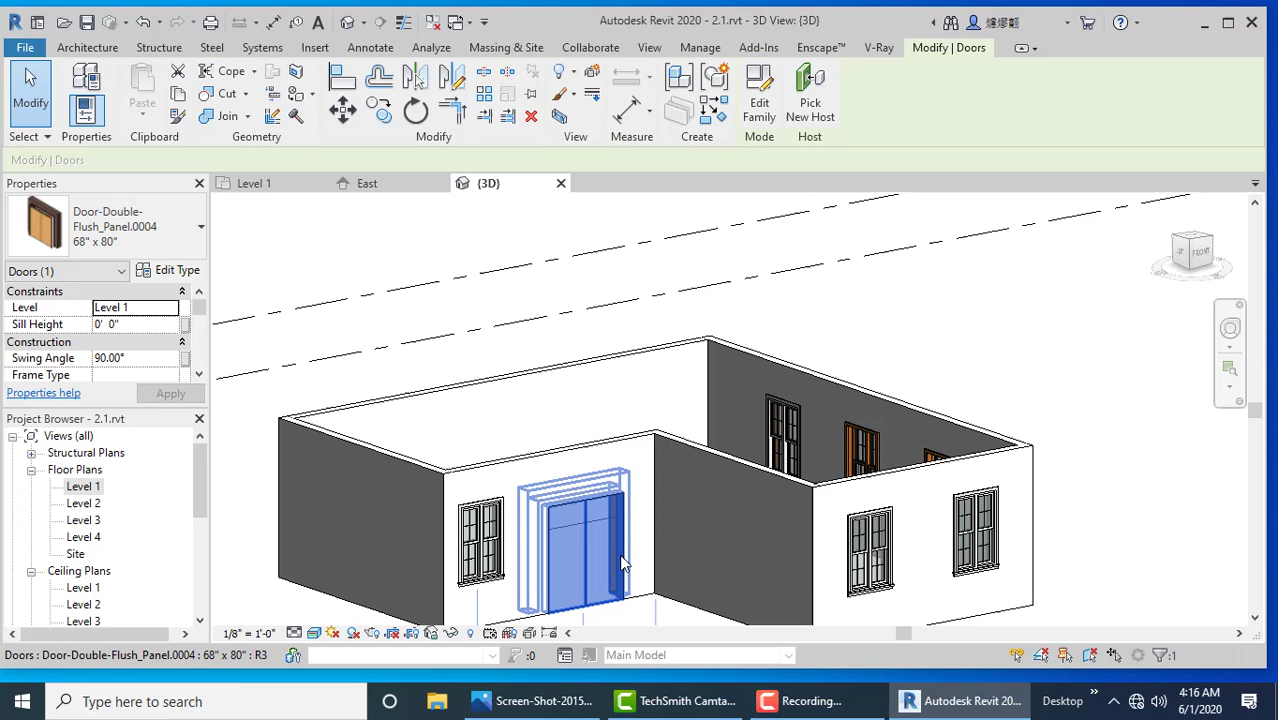 Autodesk Revit 2020 - 2.1.rvt - 3D View: {3D}
File Architecture Structure Steel Systems Insert Annotate Analyze Massing & Site Collaborate View Manage Add-Ins Enscape™ V-Ray Modify | Doors
Modify Properties Paste Cope Cut Join Edit Family Pick New Host
Select Properties Clipboard Geometry Modify View Measure Create Mode Host
Modify | Doors
Properties
Level 1 East {3D}
Door-Double-
Flush_Panel.0004
68" x 80"
FRONT
Doors (1) Edit Type
Constraints
Level Level 1
Sill Height 0' 0"
Construction
Swing Angle 90.00°
Frame Type
Properties help Apply
Project Browser - 2.1.rvt
Views (all)
Structural Plans
Floor Plans
Level 1
Level 2
Level 3
Level 4
Site
Ceiling Plans
Level 1
Level 2
Level 3
1/8" = 1'-0"
Doors : Door-Double-Flush_Panel.0004 : 68" x 80" : R3 :0 Main Model :1
Type here to search Screen-Shot-2015... TechSmith Camta... Recording... Autodesk Revit 20... Desktop
4:16 AM
6/1/2020